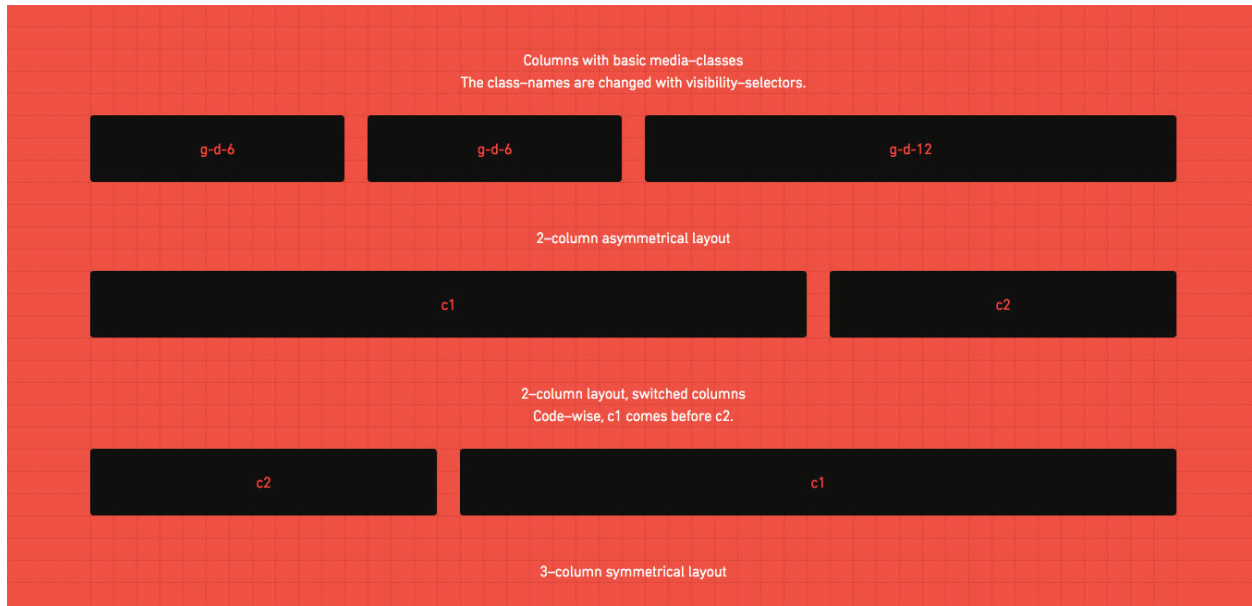 Columns with basic media–classes
The class–names are changed with visibility–selectors.
g-d-6 g-d-6 g-d-12
2–column asymmetrical layout
c1 c2
2–column layout, switched columns
Code–wise, c1 comes before c2.
c2 c1
3–column symmetrical layout